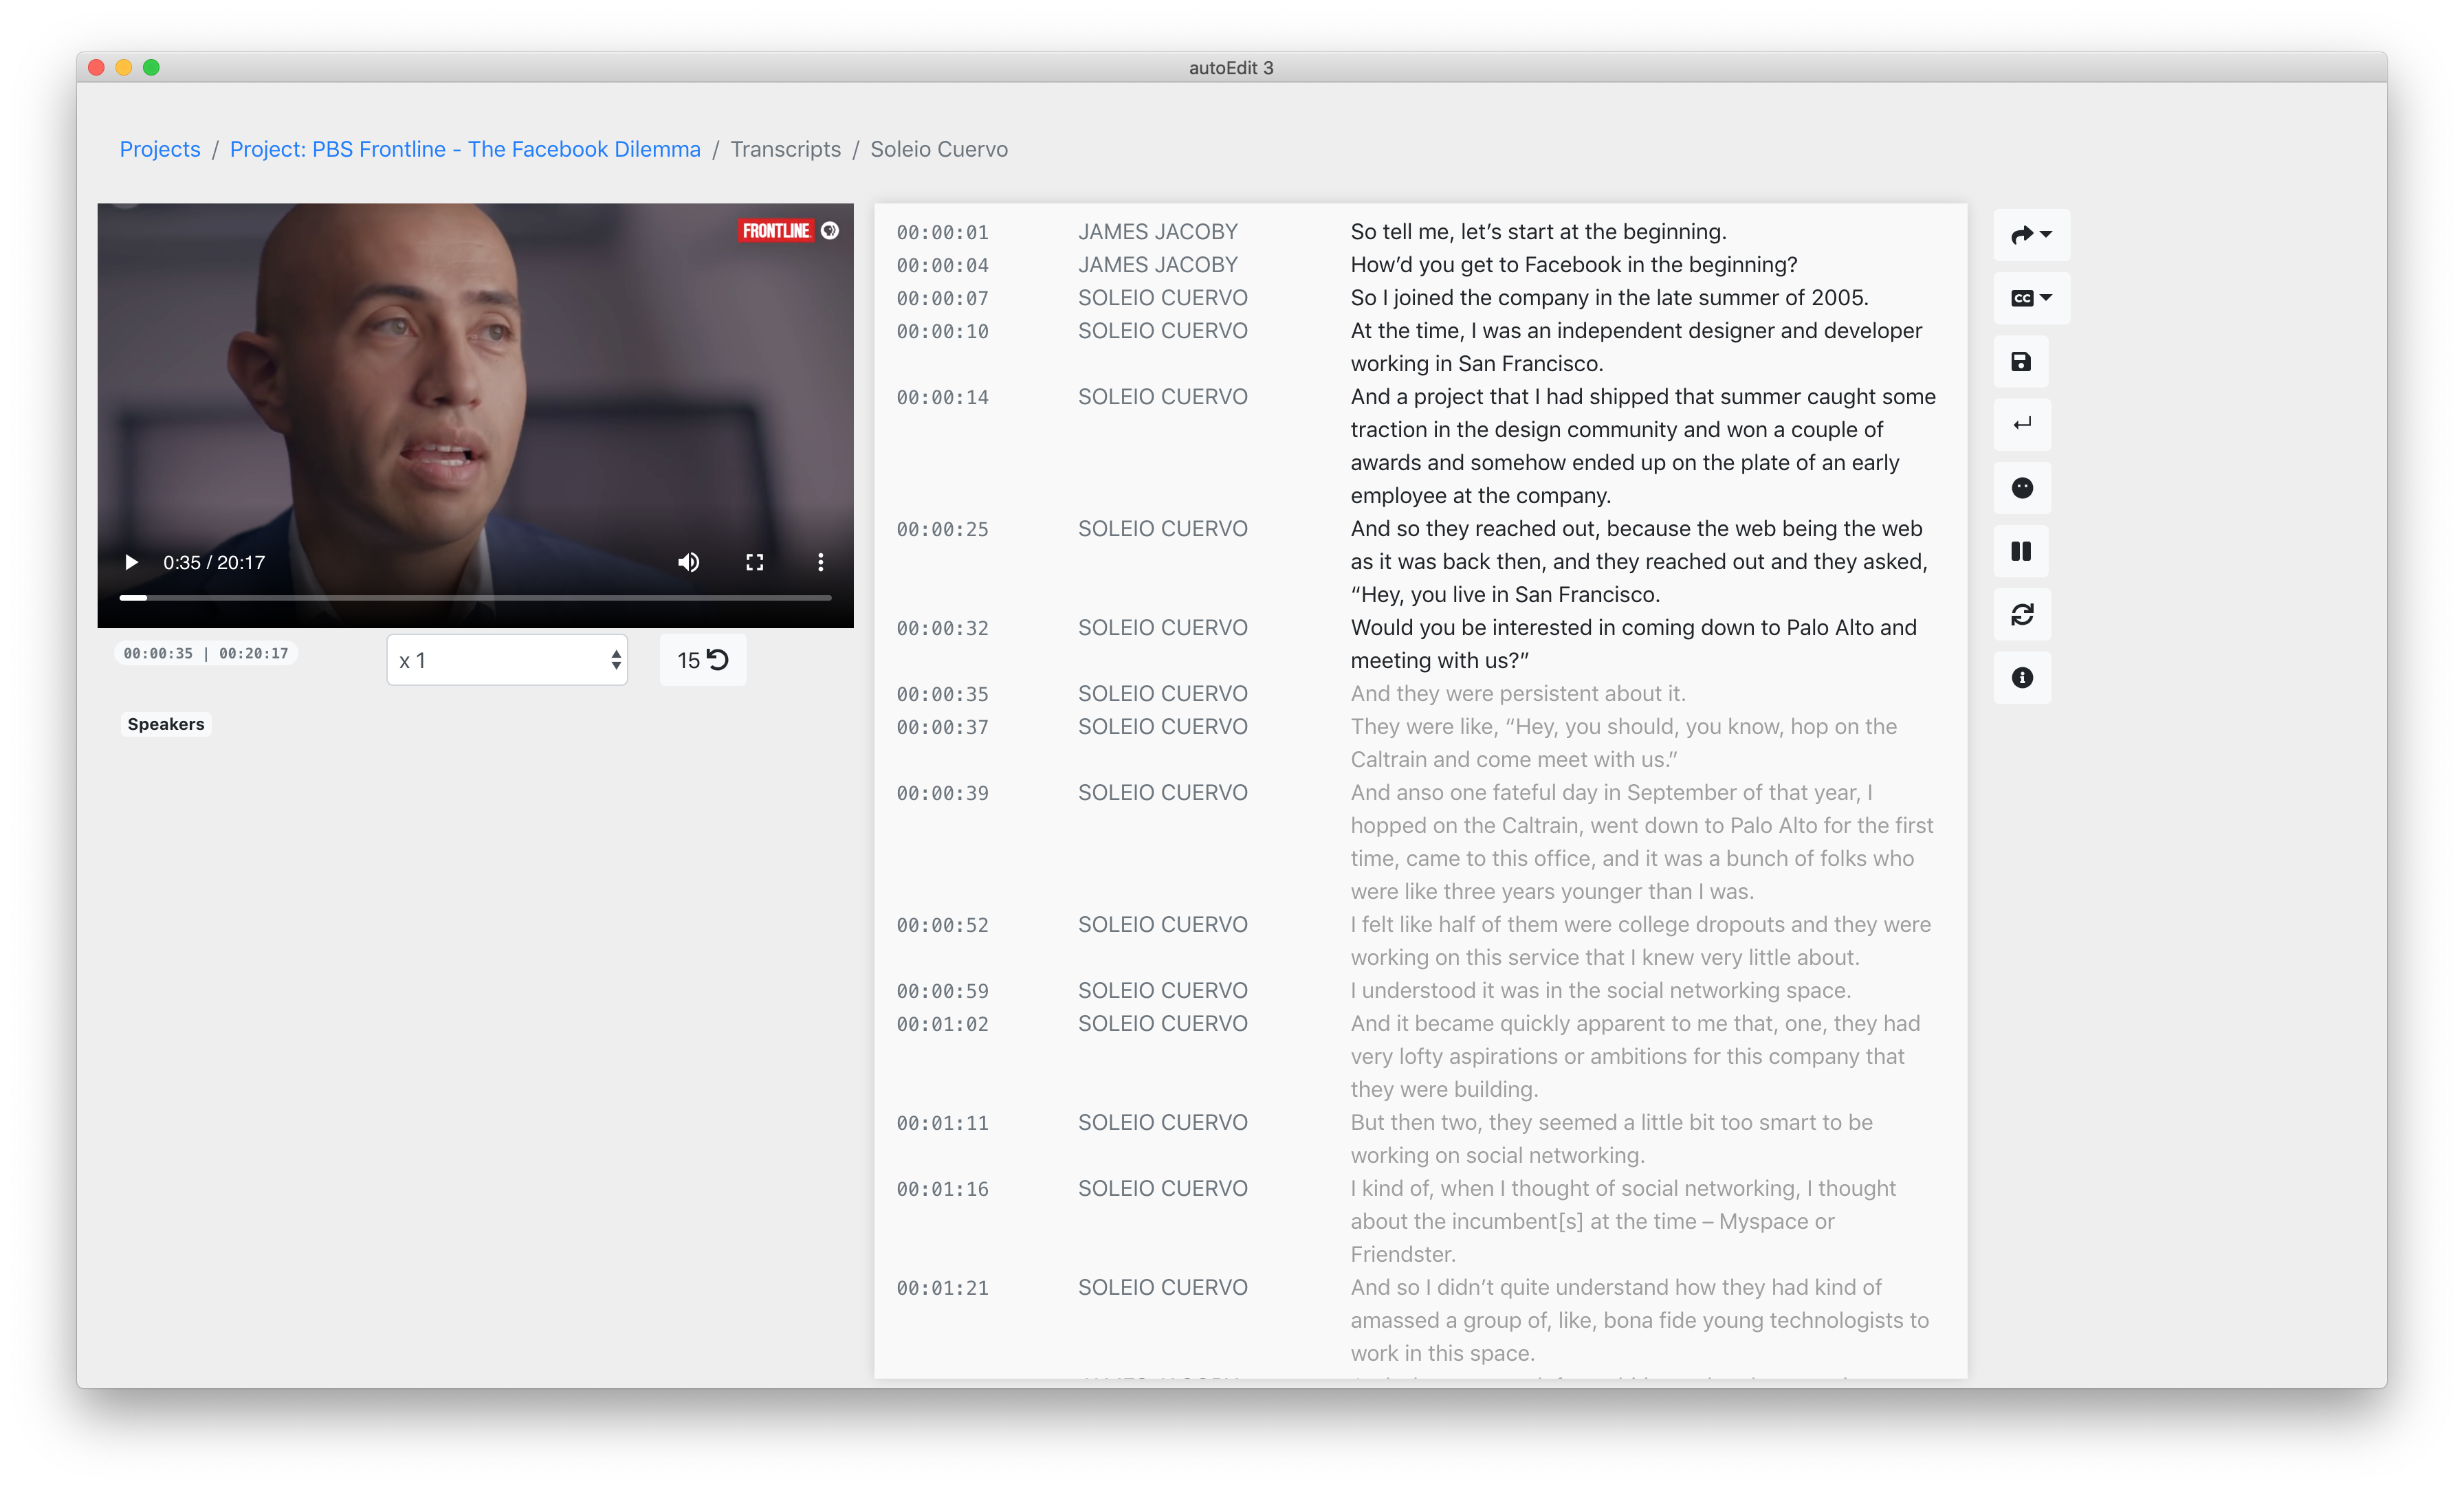 autoEdit 3
Projects / Project: PBS Frontline - The Facebook Dilemma / Transcripts / Soleio Cuervo
FRONTLINE
0:35 / 20:17
00:00:35 | 00:20:17
x 1
15
Speakers
00:00:01 JAMES JACOBY So tell me, let’s start at the beginning.
00:00:04 JAMES JACOBY How’d you get to Facebook in the beginning?
00:00:07 SOLEIO CUERVO So I joined the company in the late summer of 2005.
00:00:10 SOLEIO CUERVO At the time, I was an independent designer and developer
working in San Francisco.
00:00:14 SOLEIO CUERVO And a project that I had shipped that summer caught some
traction in the design community and won a couple of
awards and somehow ended up on the plate of an early
employee at the company.
00:00:25 SOLEIO CUERVO And so they reached out, because the web being the web
as it was back then, and they reached out and they asked,
“Hey, you live in San Francisco.
00:00:32 SOLEIO CUERVO Would you be interested in coming down to Palo Alto and
meeting with us?”
00:00:35 SOLEIO CUERVO And they were persistent about it.
00:00:37 SOLEIO CUERVO They were like, “Hey, you should, you know, hop on the
Caltrain and come meet with us.”
00:00:39 SOLEIO CUERVO And anso one fateful day in September of that year, I
hopped on the Caltrain, went down to Palo Alto for the first
time, came to this office, and it was a bunch of folks who
were like three years younger than I was.
00:00:52 SOLEIO CUERVO I felt like half of them were college dropouts and they were
working on this service that I knew very little about.
00:00:59 SOLEIO CUERVO I understood it was in the social networking space.
00:01:02 SOLEIO CUERVO And it became quickly apparent to me that, one, they had
very lofty aspirations or ambitions for this company that
they were building.
00:01:11 SOLEIO CUERVO But then two, they seemed a little bit too smart to be
working on social networking.
00:01:16 SOLEIO CUERVO I kind of, when I thought of social networking, I thought
about the incumbent[s] at the time – Myspace or
Friendster.
00:01:21 SOLEIO CUERVO And so I didn’t quite understand how they had kind of
amassed a group of, like, bona fide young technologists to
work in this space.
CC